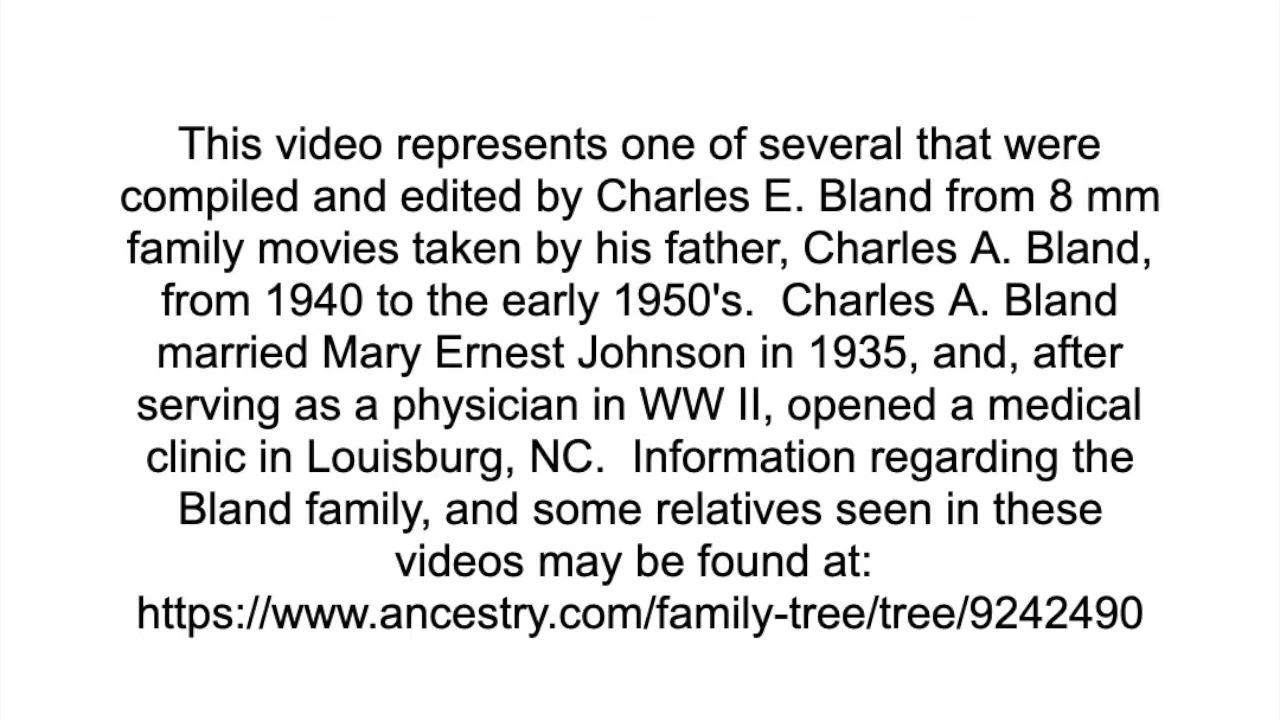 This video represents one of several that were
compiled and edited by Charles E. Bland from 8 mm
family movies taken by his father, Charles A. Bland,
from 1940 to the early 1950's.  Charles A. Bland
married Mary Ernest Johnson in 1935, and, after
serving as a physician in WW II, opened a medical
clinic in Louisburg, NC.  Information regarding the
Bland family, and some relatives seen in these
videos may be found at:
https://www.ancestry.com/family-tree/tree/9242490